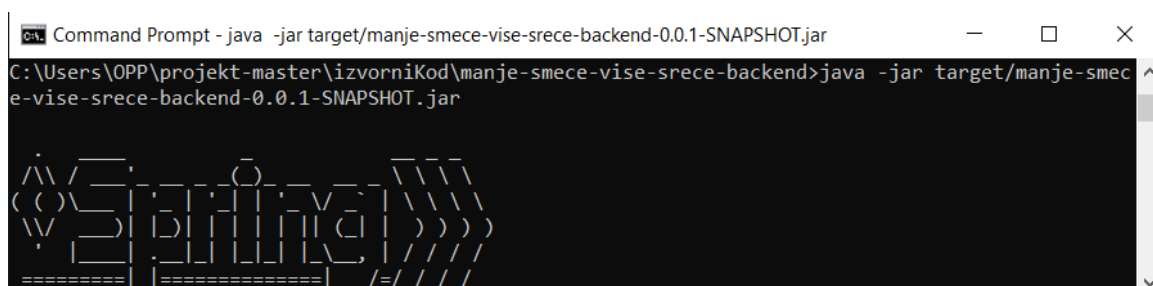 Command Prompt - java  -jar target/manje-smece-vise-srece-backend-0.0.1-SNAPSHOT.jar
C:\Users\OPP\projekt-master\izvorniKod\manje-smece-vise-srece-backend>java -jar target/manje-smec
e-vise-srece-backend-0.0.1-SNAPSHOT.jar
Spring